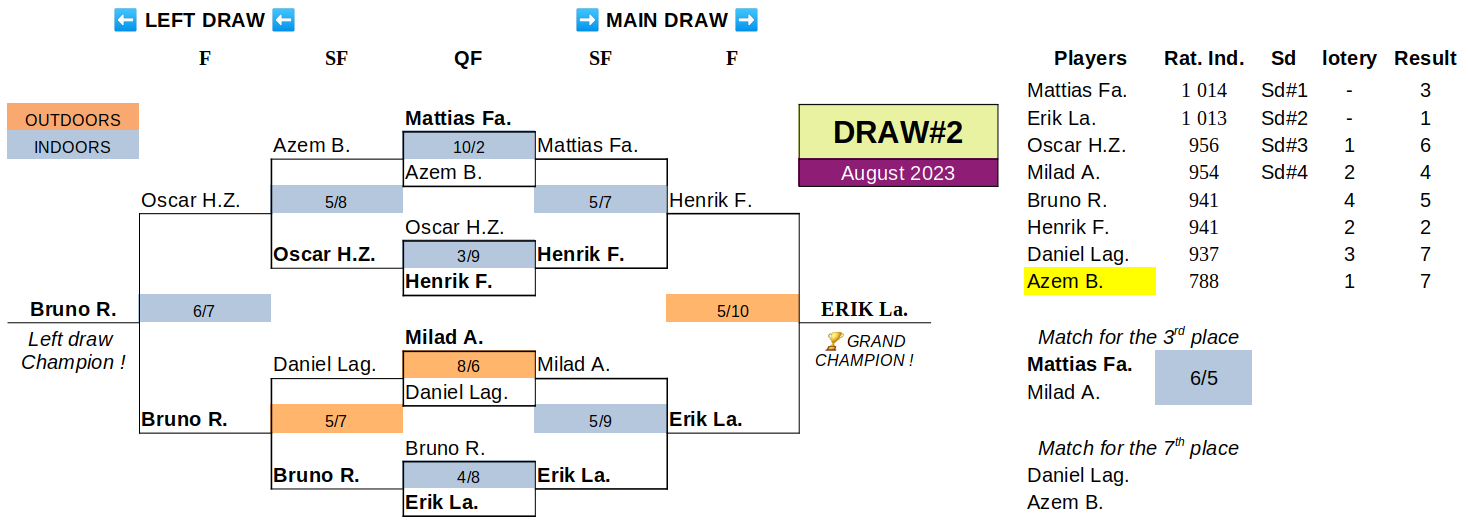 ⬅ LEFT DRAW ⬅ ➡ MAIN DRAW ➡
F SF QF SF F Players Rat. Ind. Sd lotery Result
Mattias Fa. 1 014 Sd#1 - 3
OUTDOORS Mattias Fa. Erik La. 1 013 Sd#2 - 1
INDOORS Azem B. 10/2 Mattias Fa. DRAW#2 Oscar H.Z. 956 Sd#3 1 6
Azem B. August 2023 Milad A. 954 Sd#4 2 4
Oscar H.Z. 5/8 5/7 Henrik F. Bruno R. 941 4 5
Oscar H.Z. Henrik F. 941 2 2
Oscar H.Z. 3/9 Henrik F. Daniel Lag. 937 3 7
Henrik F. Azem B. 788 1 7
Bruno R. 6/7 5/10 ERIK La.
Left draw Milad A. 🏆 GRAND Match for the 3rd place
Champion ! Daniel Lag. 8/6 Milad A. CHAMPION ! Mattias Fa. 6/5
Daniel Lag. Milad A.
Bruno R. 5/7 5/9 Erik La.
Bruno R. Match for the 7th place
Bruno R. 4/8 Erik La. Daniel Lag.
Erik La. Azem B.